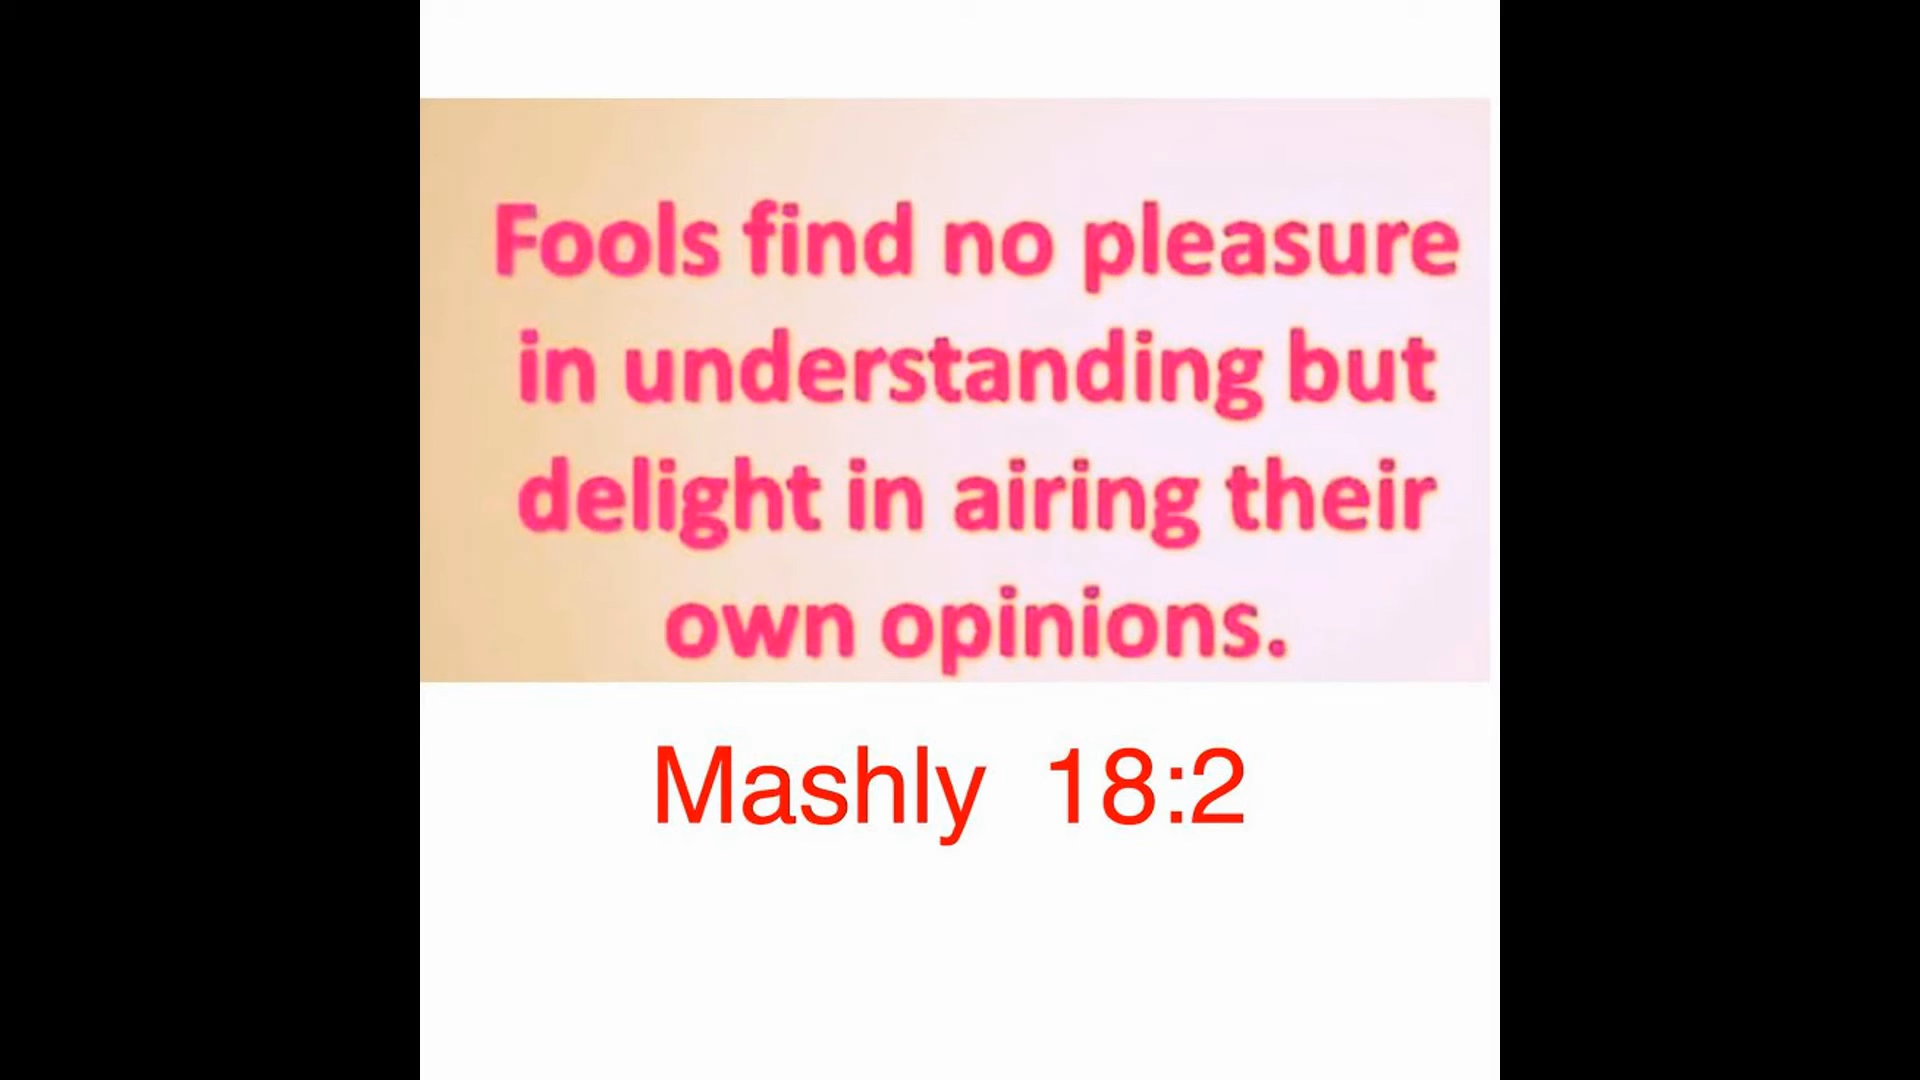 Fools find no pleasure
in understanding but
delight in airing their
own opinions.
Mashly 18:2